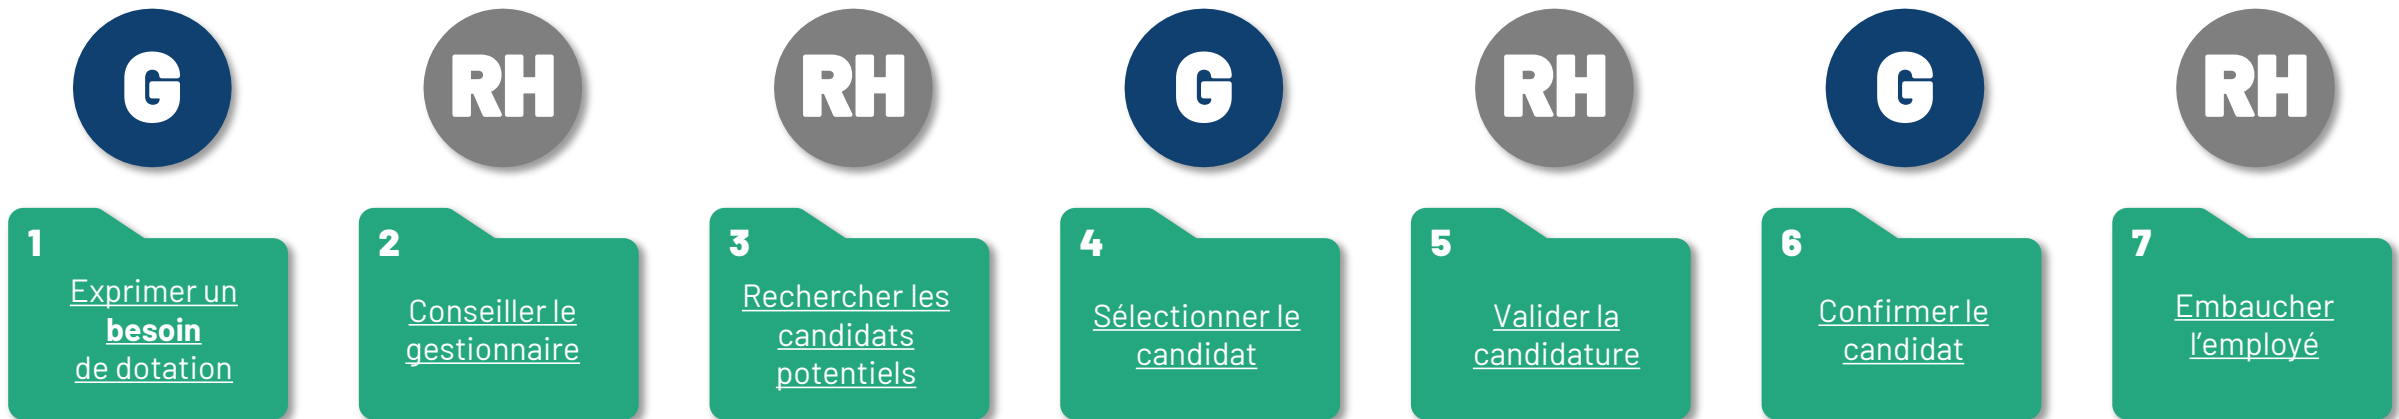 G
RH
RH
G
RH
G
RH
1
Exprimer un
besoin
de dotation
2
Conseiller le
gestionnaire
3
Rechercher les
candidats
potentiels
4
Sélectionner le
candidat
5
Valider la
candidature
6
Confirmer le
candidat
7
Embaucher
l’employé